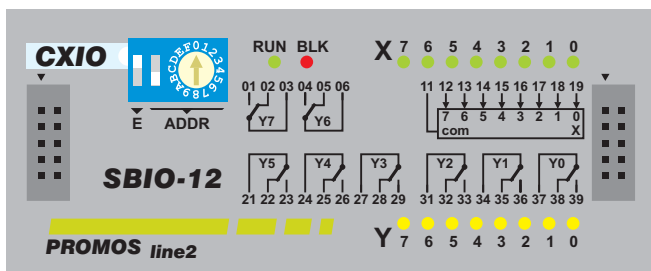 CXIO
RUN BLK
X 7 6 5 4 3 2 1 0
0123456789ABCDEF
01 02 03 04 05 06
11 12 13 14 15 16 17 18 19
Y7 Y6
7 6 5 4 3 2 1 0
com X
E ADDR
SBIO-12
Y5 Y4 Y3 Y2 Y1 Y0
21 22 23 24 25 26 27 28 29 31 32 33 34 35 36 37 38 39
PROMOS line2
Y 7 6 5 4 3 2 1 0